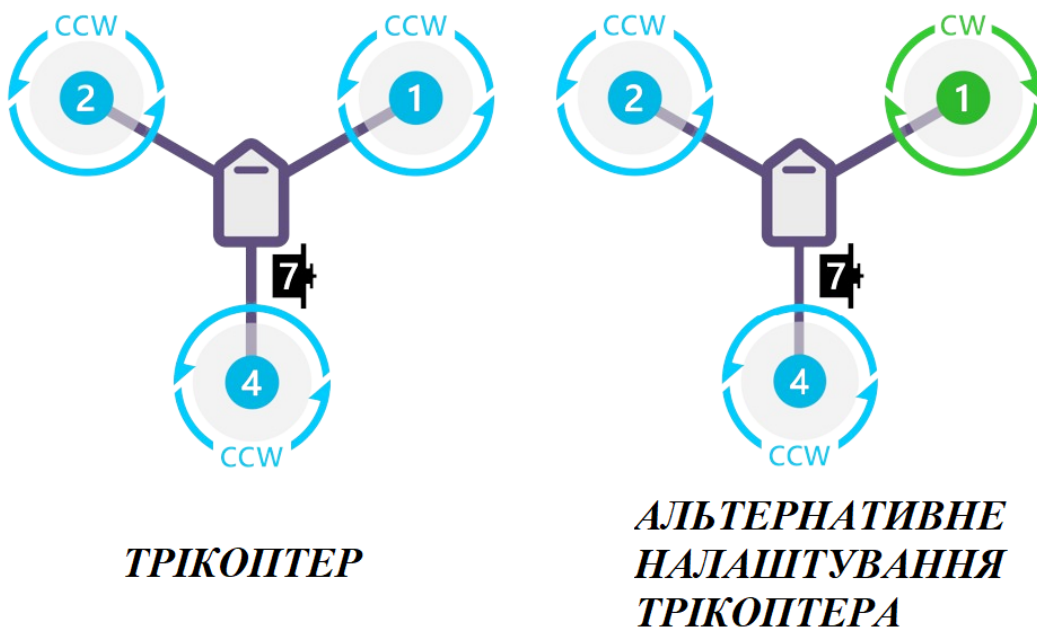 CCW
CCW
CCW
CW
2
1
2
1
7
7
4
4
CCW
CCW
ТРІКОПТЕР
АЛЬТЕРНАТИВНЕ
НАЛАШТУВАННЯ
ТРІКОПТЕРА